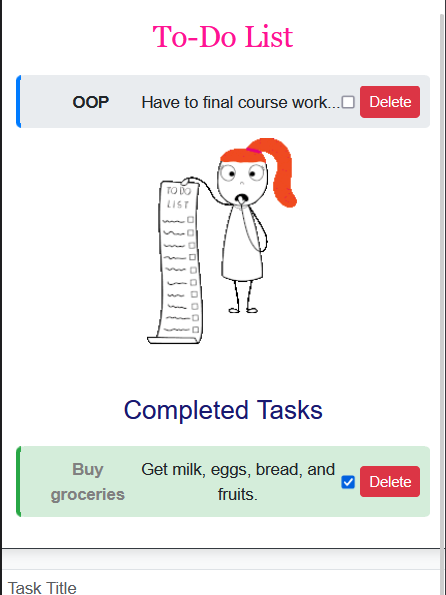 To-Do List
OOP Have to final course work... Delete
TO DO
LIST
Completed Tasks
Buy Get milk, eggs, bread, and
groceries fruits. Delete
Task Title